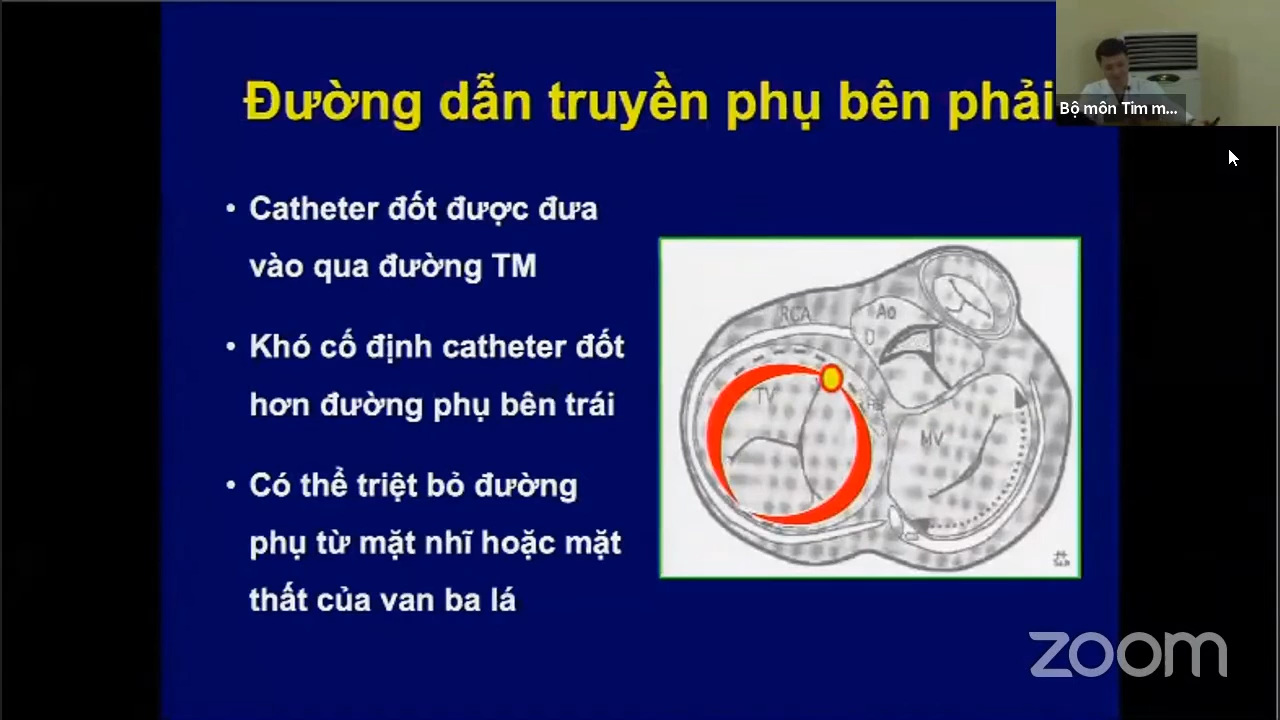 Đường dẫn truyền phụ bên phải
Bộ môn Tim m...
• Catheter đốt được đưa
vào qua đường TM
• Khó cố định catheter đốt
hơn đường phụ bên trái
• Có thể triệt bỏ đường
phụ từ mặt nhĩ hoặc mặt
thất của van ba lá
RCA
Ao
TV
MV
zoom